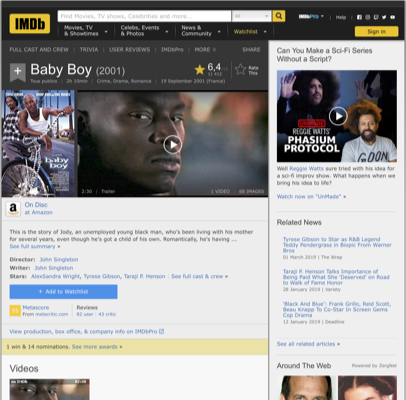 IMDb
Find Movies, TV shows, Celebrities and more...
All
IMDbPro
Help
Movies, TV & Showtimes
Celebs, Events & Photos
News & Community
Watchlist
Sign in
FULL CAST AND CREW | TRIVIA | USER REVIEWS | IMDbPro | MORE
SHARE
+ Baby Boy (2001)
Tous publics | 2h 10min | Crime, Drama, Romance | 19 September 2001 (France)
6,4
Rate This
baby boy
2:30 | Trailer
1 VIDEO | 68 IMAGES
a
On Disc
at Amazon
This is the story of Jody, an unemployed young black man, who's been living with his mother
for several years, even though he's got a child of his own. Romantically, he's having ...
See full summary »
Director: John Singleton
Writer: John Singleton
Stars: AlexSandra Wright, Tyrese Gibson, Taraji P. Henson | See full cast & crew »
+ Add to Watchlist
Metascore
From metacritic.com
Reviews
92 user | 43 critic
View production, box office, & company info on IMDbPro
1 win & 14 nominations. See more awards »
Videos
Can You Make a Sci-Fi Series
Without a Script?
REGGIE WATTS'
PHASIUM
PROTOCOL
Well Reggie Watts sure tried with his idea for
a sci-fi improv show. What happens when we
bring his idea to life?
Watch now on "UnMade" »
Related News
Tyrese Gibson to Star as R&B Legend
Teddy Pendergrass in Biopic From Warner
Bros
01 March 2019 | The Wrap
Taraji P. Henson Talks Importance of
Being Paid What She 'Deserved' on Road
to Walk of Fame Honor
28 January 2019 | Variety
'Black And Blue': Frank Grillo, Reid Scott,
Beau Knapp To Co-Star In Screen Gems
Cop Drama
12 January 2019 | Deadline
See all related articles »
Around The Web
Powered by ZergNet